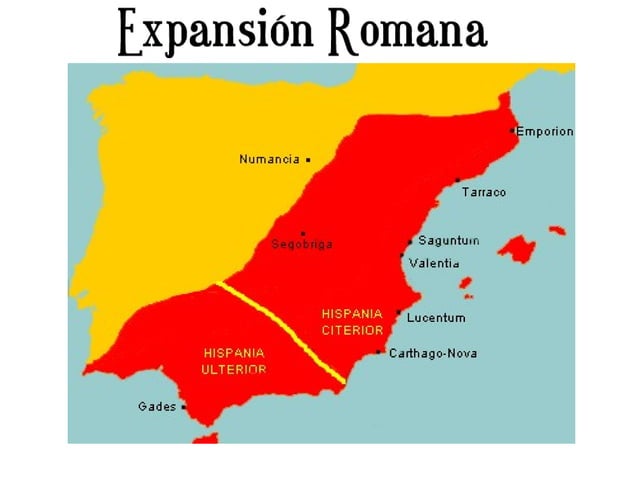 Expansión Romana
Emporion
Numancia
Tarraco
Segobriga
Saguntum
Valentia
HISPANIA
CITERIOR
Lucentum
HISPANIA
ULTERIOR
Carthago-Nova
Gades